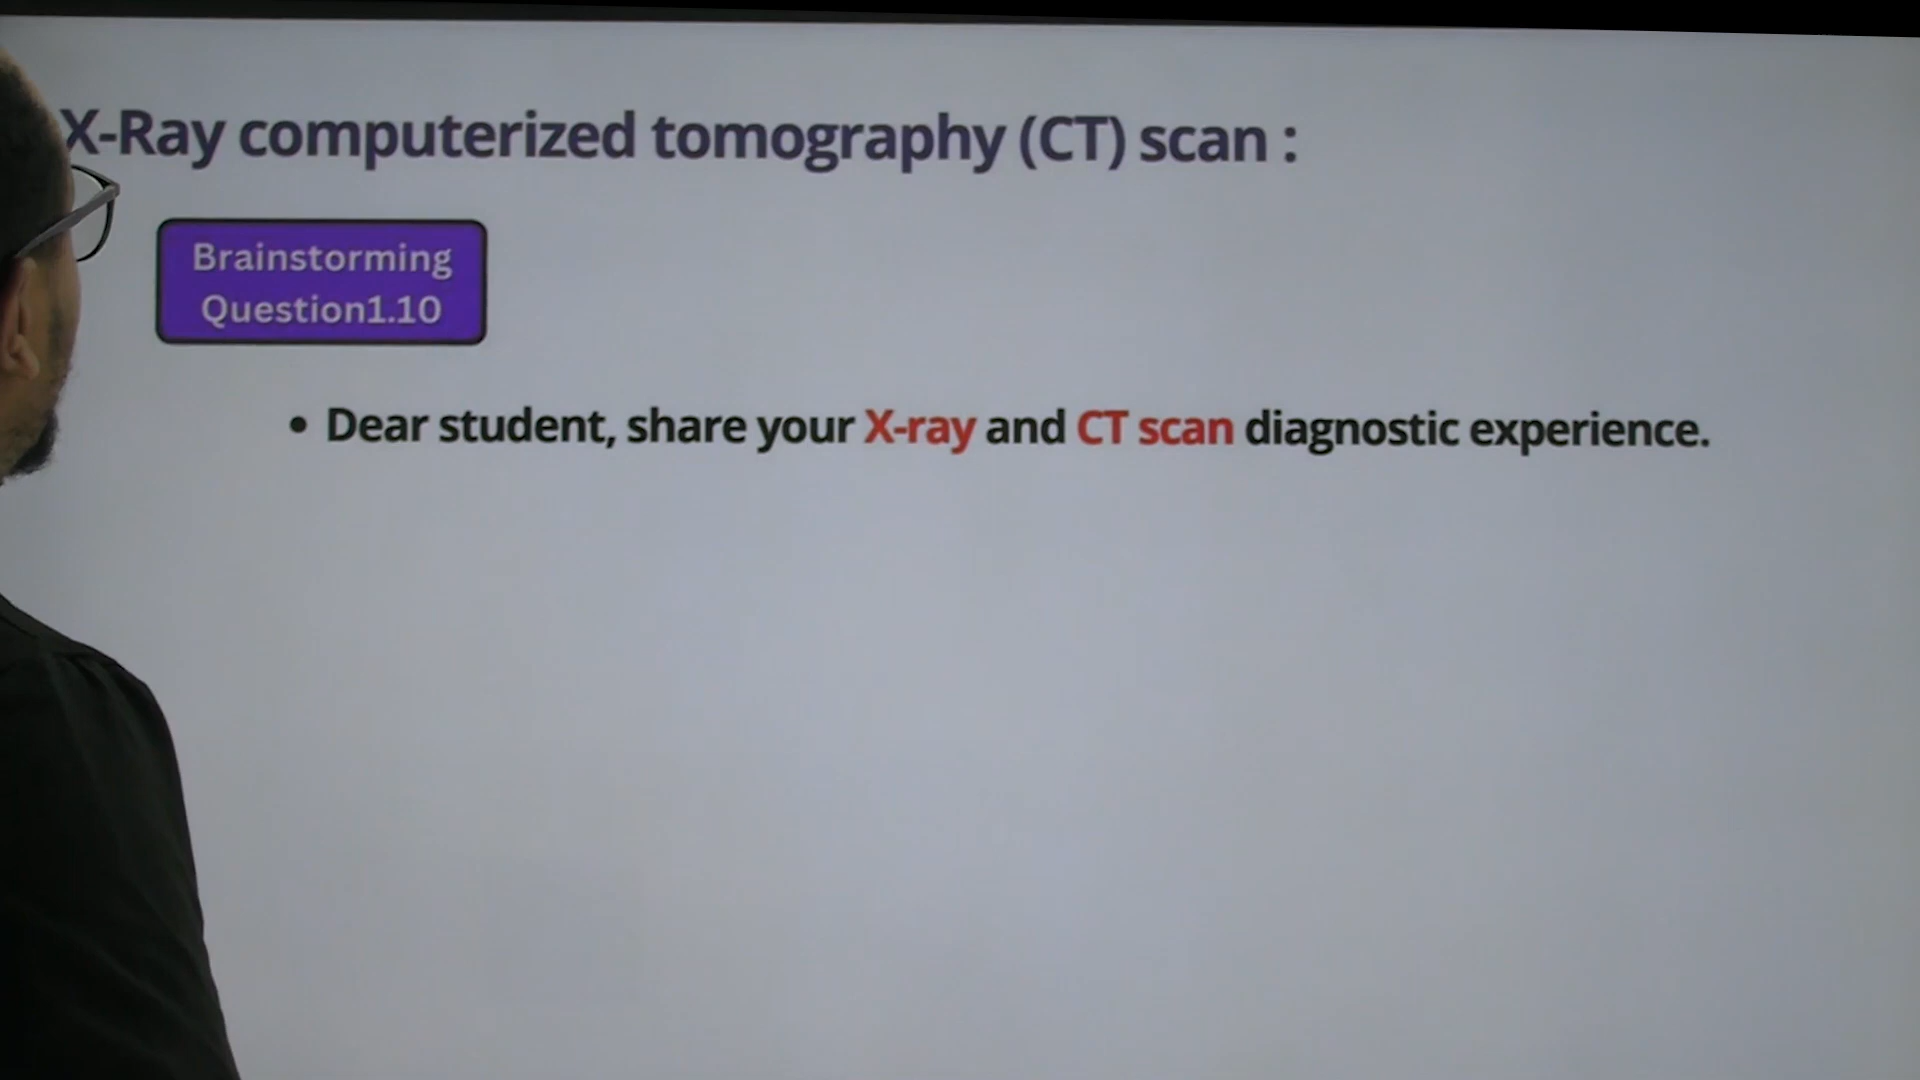 X-Ray computerized tomography (CT) scan :
Brainstorming
Question1.10
• Dear student, share your X-ray and CT scan diagnostic experience.